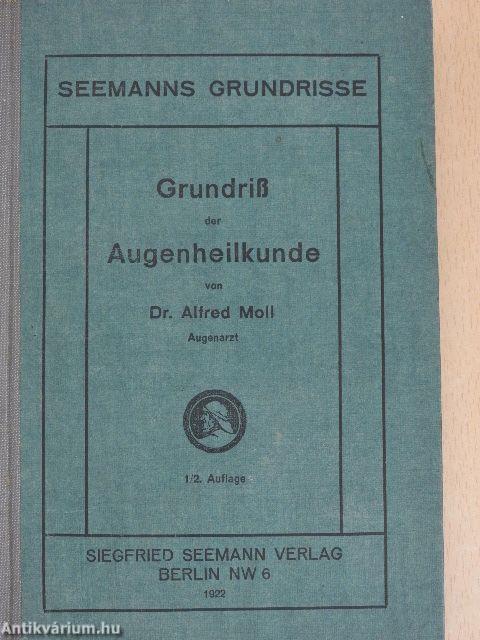 SEEMANNS GRUNDRISSE
Grundriß
der
Augenheilkunde
von
Dr. Alfred Moll
Augenarzt
1/2. Auflage
SIEGFRIED SEEMANN VERLAG
BERLIN NW 6
1922
Antikvárium.hu